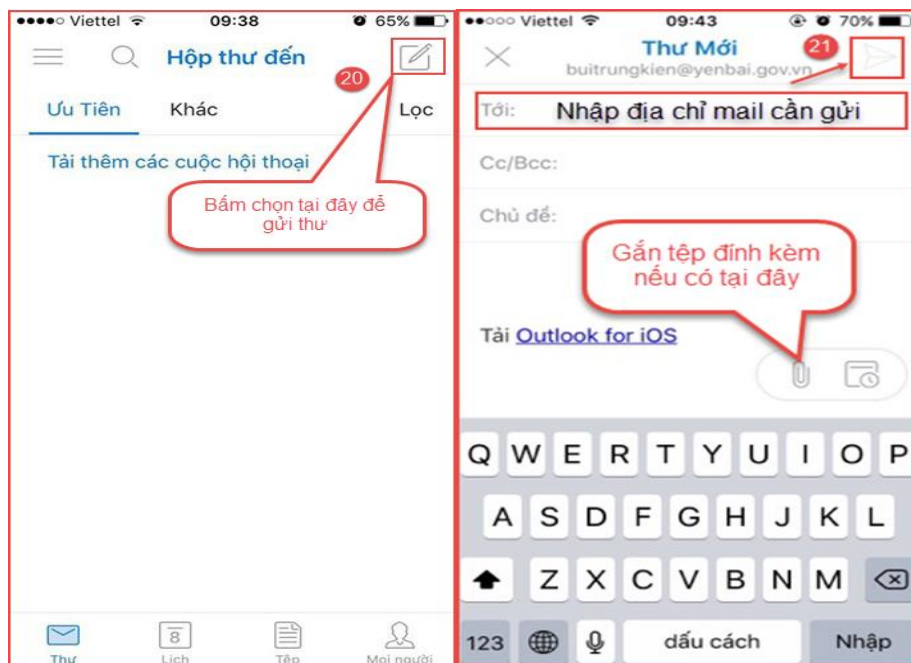 Viettel 09:38 65%
Hộp thư đến
20
Ưu Tiên Khác Lọc
Tải thêm các cuộc hội thoại
Bấm chọn tại đây để
gửi thư
8
Thư Lịch Tệp Mọi người
Viettel 09:43 70%
Thư Mới
21
buitrungkien@yenbai.gov.vn
Tới: Nhập địa chỉ mail cần gửi
Cc/Bcc:
Chủ đề:
Gắn tệp đính kèm
nếu có tại đây
Tải Outlook for iOS
Q W E R T Y U I O P
A S D F G H J K L
Z X C V B N M
123 dấu cách Nhập